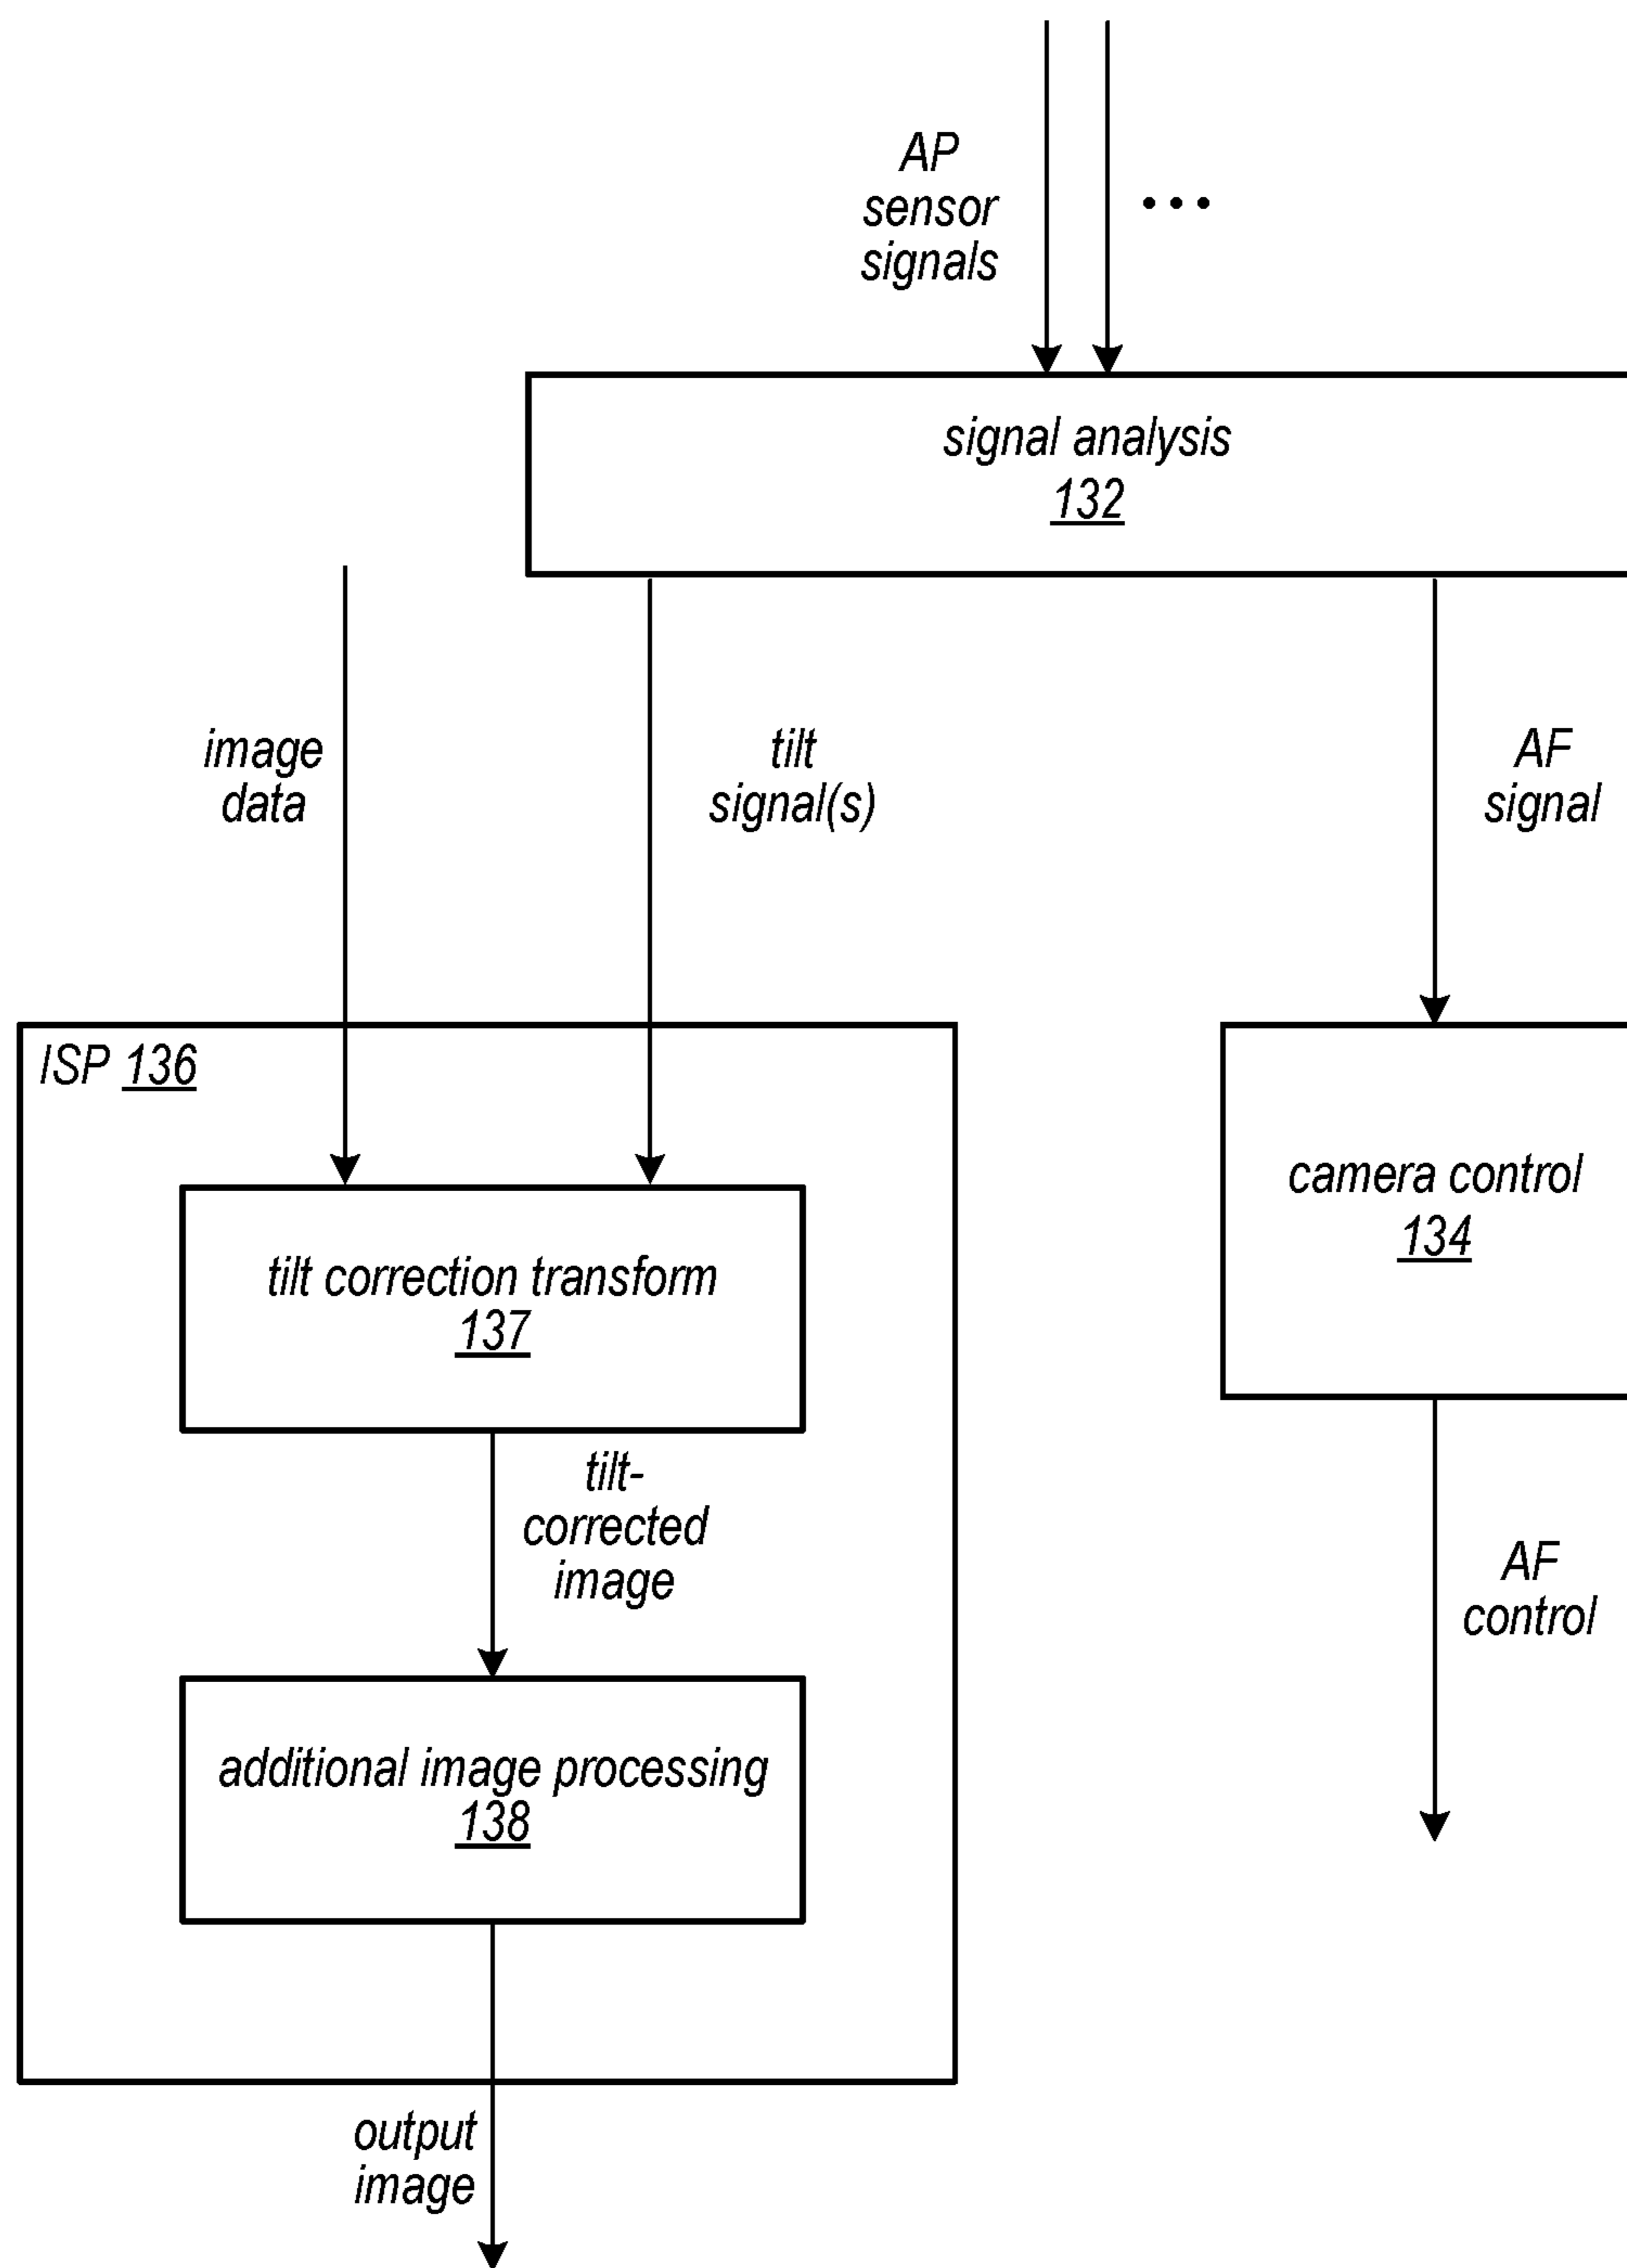 AP
sensor
signals
...
signal analysis
132
image
data
tilt
signal(s)
AF
signal
ISP 136
camera control
134
tilt correction transform
137
tilt-
corrected
image
AF
control
additional image processing
138
output
image